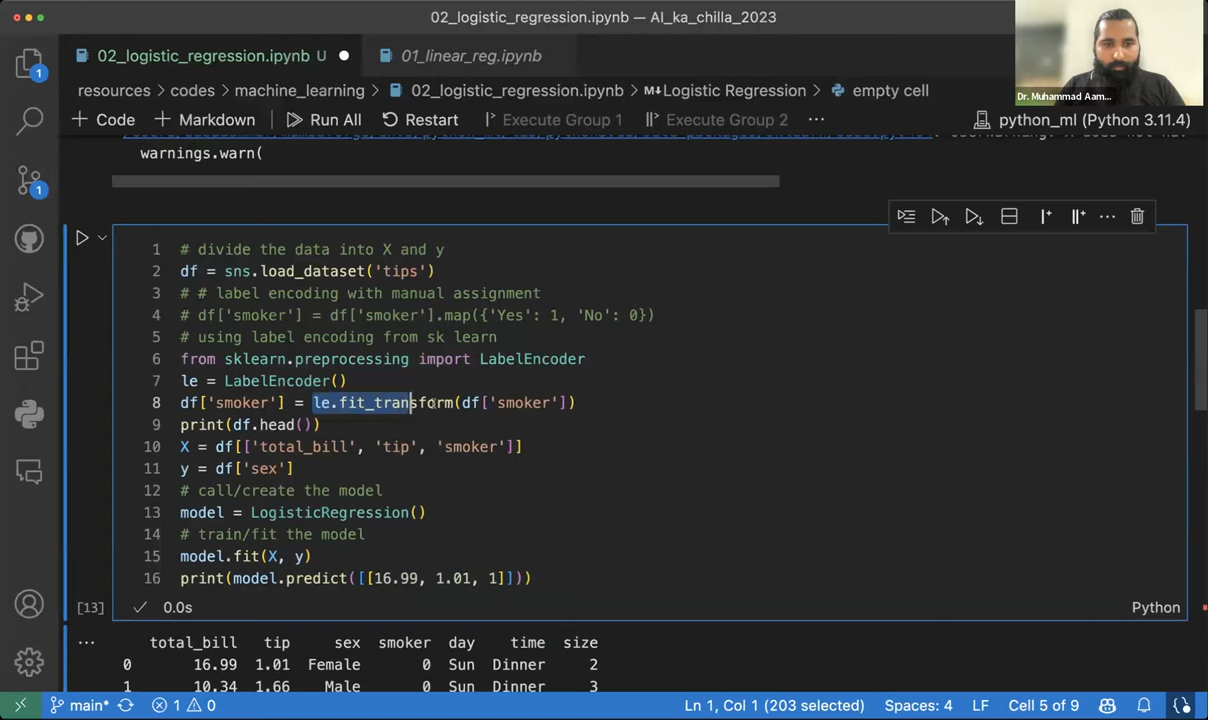 02_logistic_regression.ipynb — AI_ka_chilla_2023
02_logistic_regression.ipynb U
01_linear_reg.ipynb
Dr. Muhammad Aam...
resources > codes > machine_learning > 02_logistic_regression.ipynb > M↓Logistic Regression > empty cell
+ Code + Markdown Run All Restart Execute Group 1 Execute Group 2 ... python_ml (Python 3.11.4)
warnings.warn(
1 # divide the data into X and y
2 df = sns.load_dataset('tips')
3 # # label encoding with manual assignment
4 # df['smoker'] = df['smoker'].map({'Yes': 1, 'No': 0})
5 # using label encoding from sk learn
6 from sklearn.preprocessing import LabelEncoder
7 le = LabelEncoder()
8 df['smoker'] = le.fit_transform(df['smoker'])
9 print(df.head())
10 X = df[['total_bill', 'tip', 'smoker']]
11 y = df['sex']
12 # call/create the model
13 model = LogisticRegression()
14 # train/fit the model
15 model.fit(X, y)
16 print(model.predict([[16.99, 1.01, 1]]))
[13] 0.0s Python
... total_bill tip sex smoker day time size
0 16.99 1.01 Female 0 Sun Dinner 2
1 10.34 1.66 Male 0 Sun Dinner 3
1
1
main* 1 0 Ln 1, Col 1 (203 selected) Spaces: 4 LF Cell 5 of 9